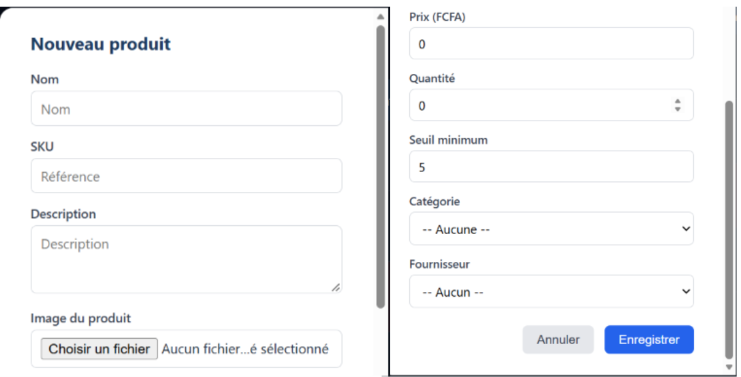 Nouveau produit
Nom
Nom
SKU
Référence
Description
Description
Image du produit
Choisir un fichier Aucun fichier...é sélectionné
Prix (FCFA)
0
Quantité
0
Seuil minimum
5
Catégorie
-- Aucune --
Fournisseur
-- Aucun --
Annuler Enregistrer